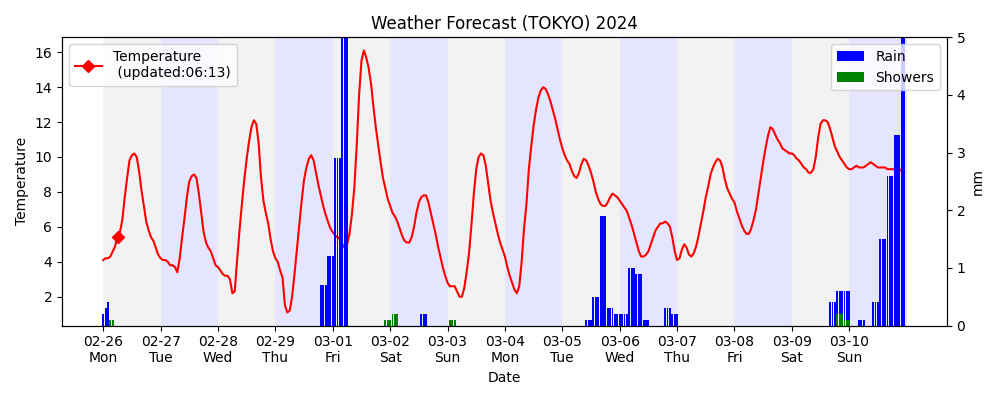 Weather Forecast (TOKYO) 2024
Temperature
(updated:06:13)
Rain
Showers
Temperature
16
14
12
10
8
6
4
2
5
4
3
2
1
0
mm
02-26 02-27 02-28 02-29 03-01 03-02 03-03 03-04 03-05 03-06 03-07 03-08 03-09 03-10
Mon Tue Wed Thu Fri Sat Sun Mon Tue Wed Thu Fri Sat Sun
Date